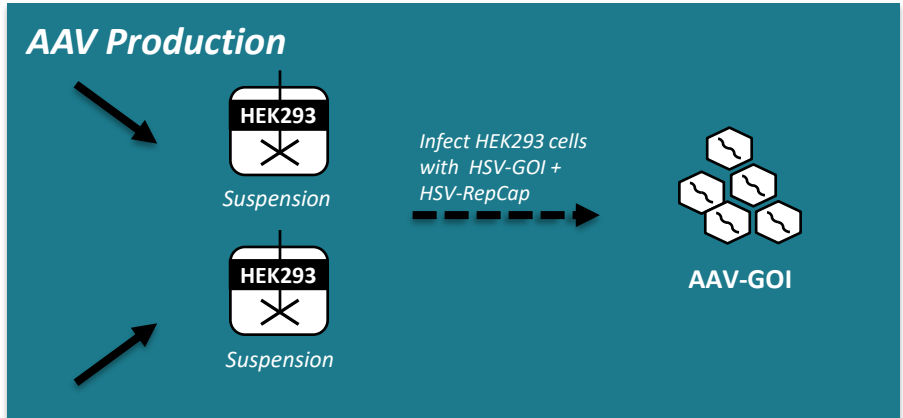 AAV Production
HEK293
Suspension
Infect HEK293 cells
with HSV-GOI +
HSV-RepCap
AAV-GOI
HEK293
Suspension